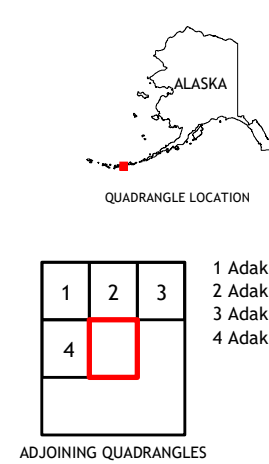 ALASKA
QUADRANGLE LOCATION
1 2 3
4
1 Adak
2 Adak
3 Adak
4 Adak
ADJOINING QUADRANGLES